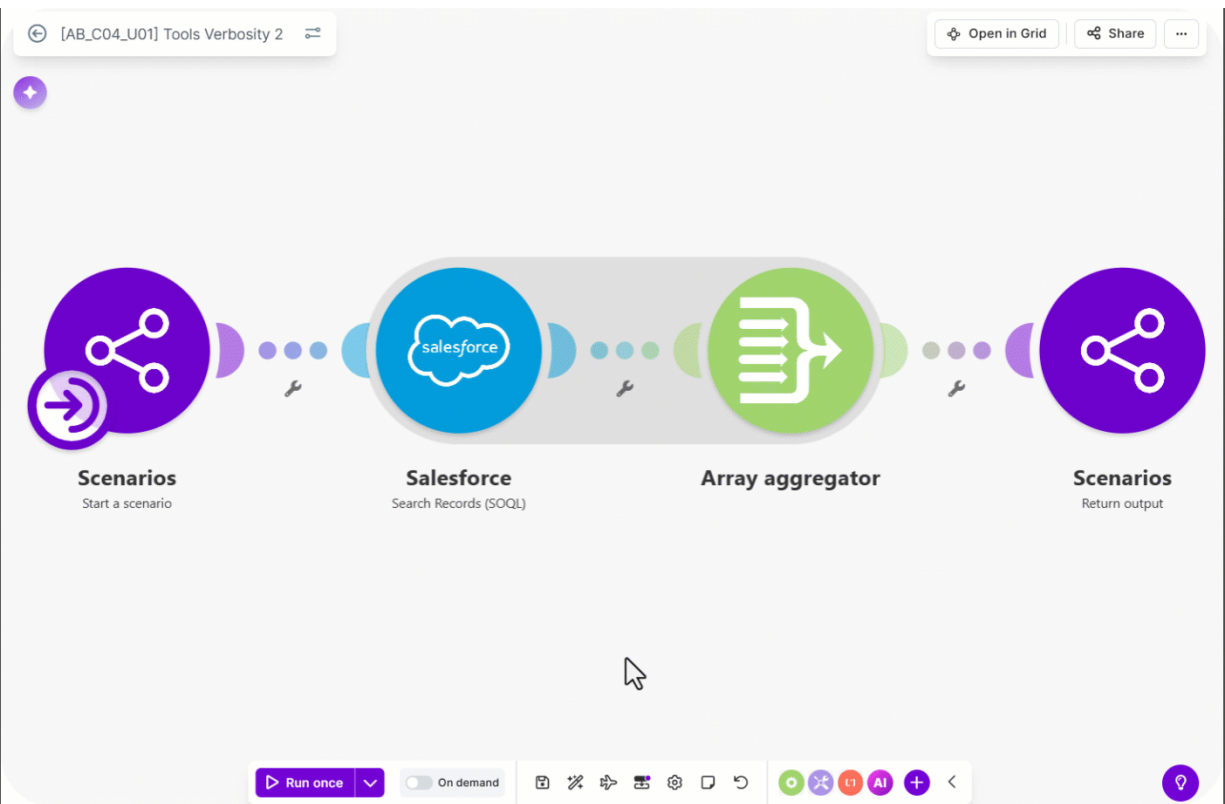 [AB_C04_U01] Tools Verbosity 2
Open in Grid
Share
salesforce
Scenarios
Start a scenario
Salesforce
Search Records (SOQL)
Array aggregator
Scenarios
Return output
Run once
On demand
AI